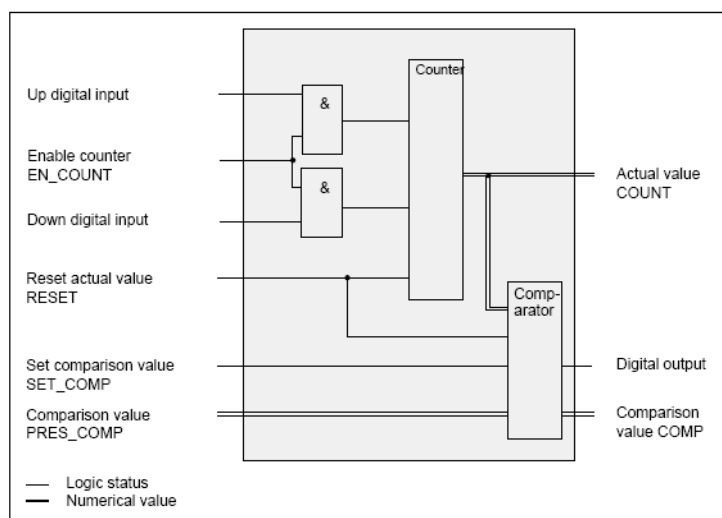 Up digital input
Enable counter
EN_COUNT
Down digital input
Reset actual value
RESET
Set comparison value
SET_COMP
Comparison value
PRES_COMP
&
&
Counter
Comp-
arator
Actual value
COUNT
Digital output
Comparison
value COMP
Logic status
Numerical value